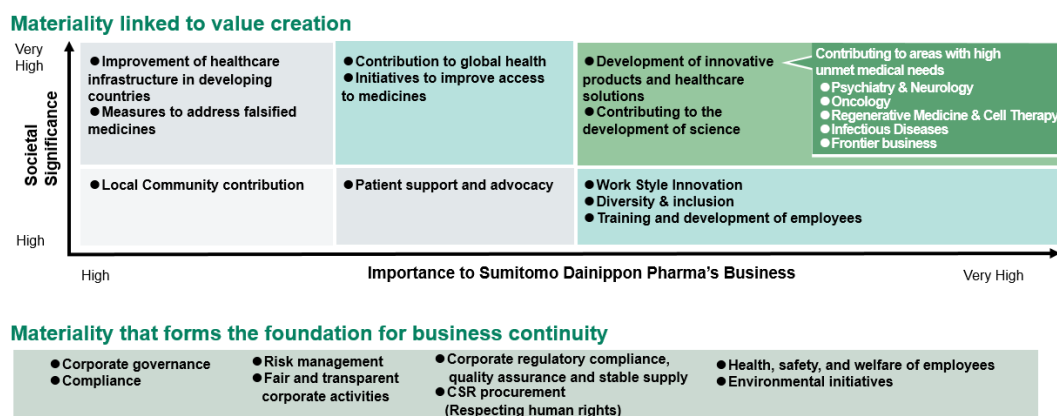 Materiality linked to value creation
Very
High
Societal
Significance
High
●Improvement of healthcare
infrastructure in developing
countries
●Measures to address falsified
medicines
●Contribution to global health
●Initiatives to improve access
to medicines
●Development of innovative
products and healthcare
solutions
●Contributing to the
development of science
Contributing to areas with high
unmet medical needs
●Psychiatry & Neurology
●Oncology
●Regenerative Medicine & Cell Therapy
●Infectious Diseases
●Frontier business
●Local Community contribution
●Patient support and advocacy
●Work Style Innovation
●Diversity & inclusion
●Training and development of employees
High
Importance to Sumitomo Dainippon Pharma's Business
Very High
Materiality that forms the foundation for business continuity
●Corporate governance
●Compliance
●Risk management
●Fair and transparent
corporate activities
●Corporate regulatory compliance,
quality assurance and stable supply
●CSR procurement
(Respecting human rights)
●Health, safety, and welfare of employees
●Environmental initiatives